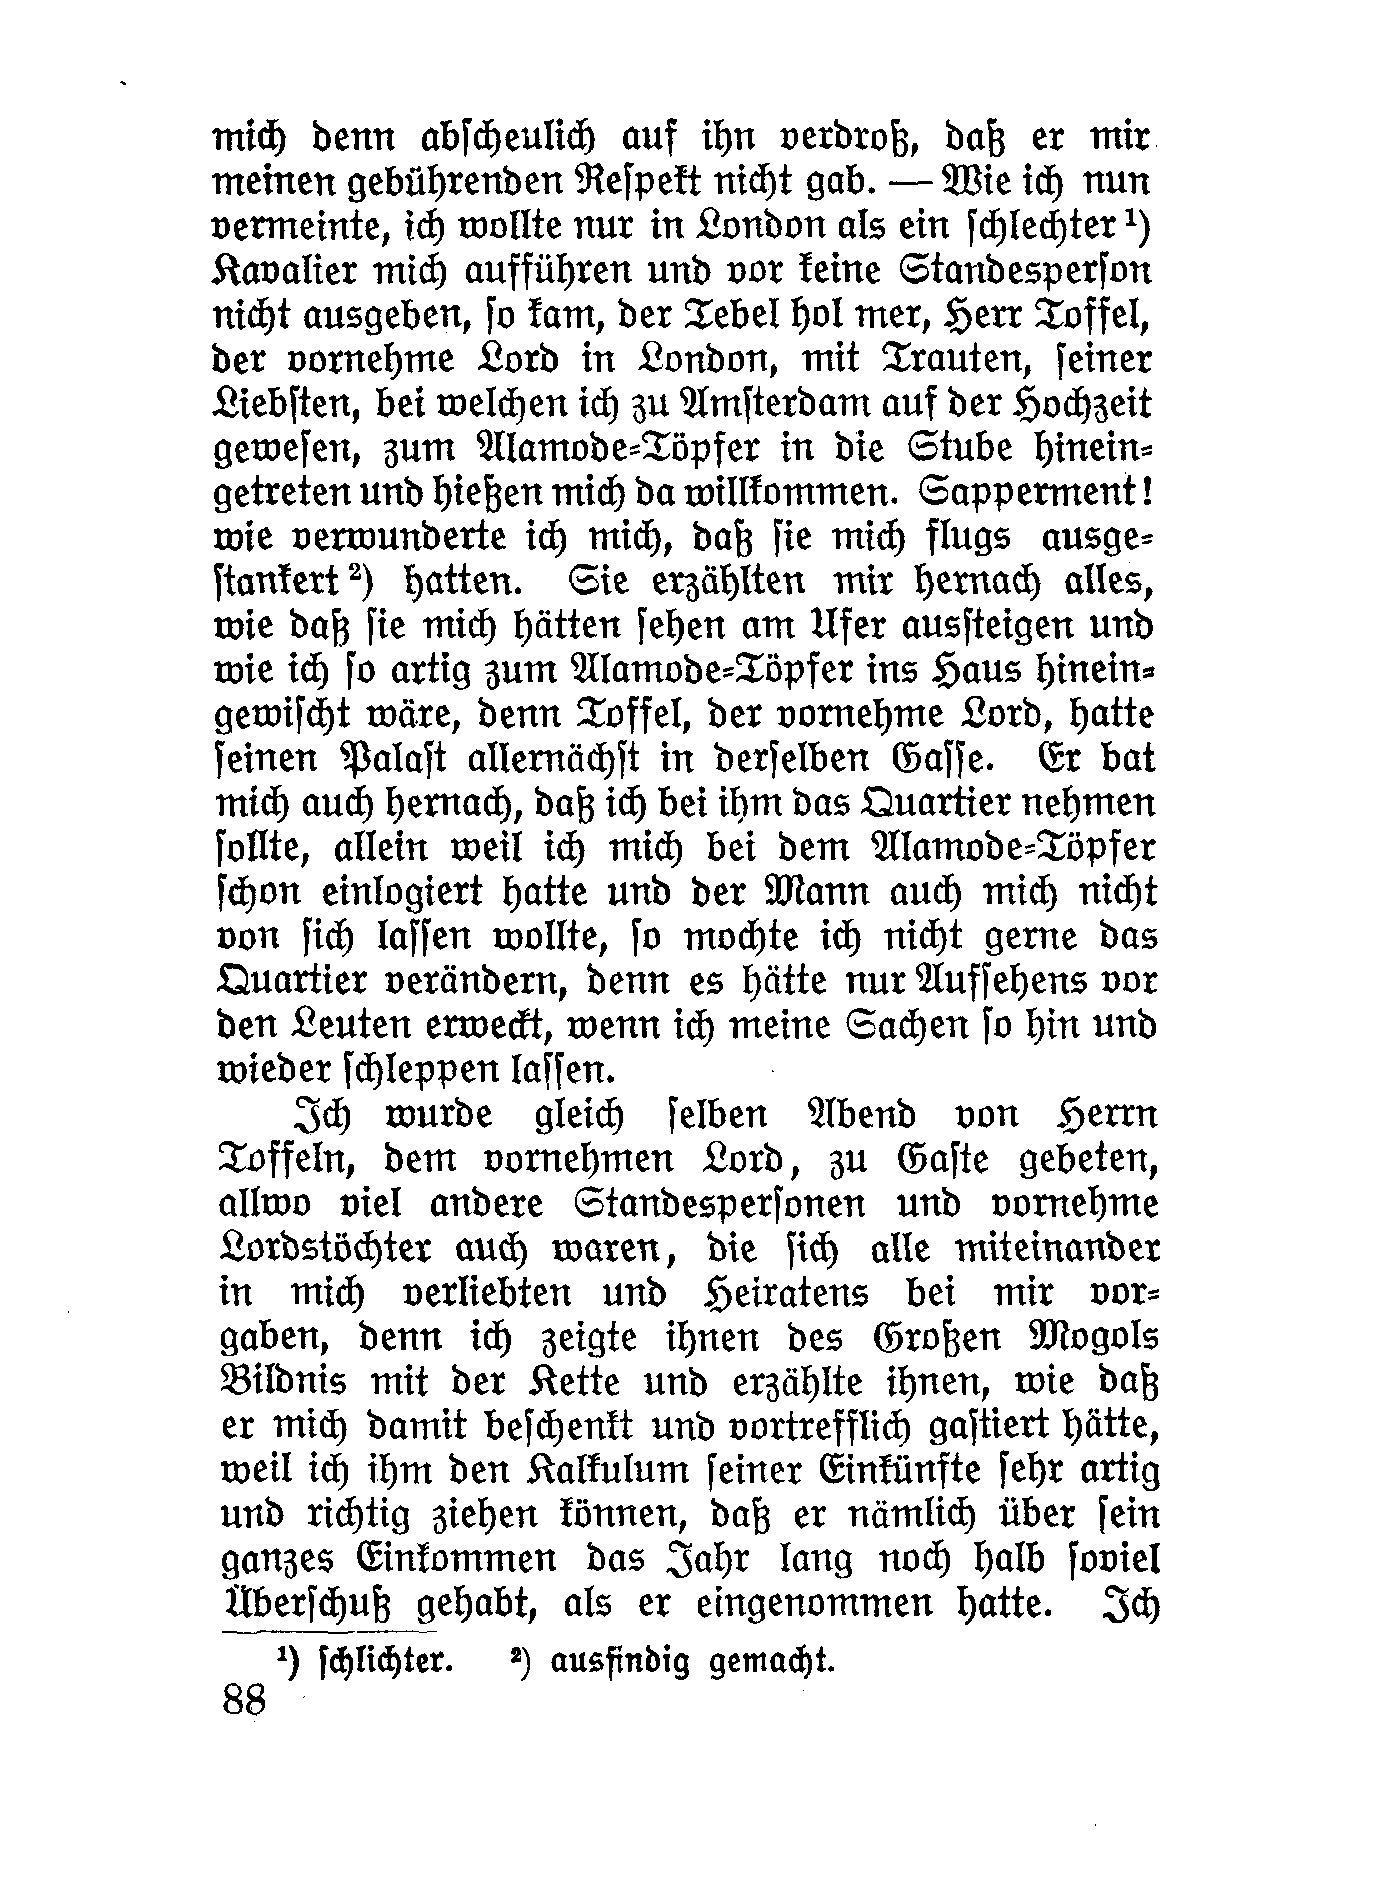 mich denn abſcheulich auf ihn verdroß, daß er mir
meinen gebührenden Reſpekt nicht gab. — Wie ich nun
vermeinte, ich wollte nur in London als ein ſchlechter ¹)
Kavalier mich aufführen und vor keine Standesperſon
nicht ausgeben, ſo kam, der Tebel hol mer, Herr Toffel,
der vornehme Lord in London, mit Trauten, ſeiner
Liebſten, bei welchen ich zu Amſterdam auf der Hochzeit
geweſen, zum Alamode-Töpfer in die Stube hinein-
getreten und hießen mich da willkommen. Sapperment!
wie verwunderte ich mich, daß ſie mich flugs ausge-
ſtankert ²) hatten. Sie erzählten mir hernach alles,
wie daß ſie mich hätten ſehen am Ufer ausſteigen und
wie ich ſo artig zum Alamode-Töpfer ins Haus hinein-
gewiſcht wäre, denn Toffel, der vornehme Lord, hatte
ſeinen Palaſt allernächſt in derſelben Gaſſe. Er bat
mich auch hernach, daß ich bei ihm das Quartier nehmen
ſollte, allein weil ich mich bei dem Alamode-Töpfer
ſchon einlogiert hatte und der Mann auch mich nicht
von ſich laſſen wollte, ſo mochte ich nicht gerne das
Quartier verändern, denn es hätte nur Aufſehens vor
den Leuten erweckt, wenn ich meine Sachen ſo hin und
wieder ſchleppen laſſen.
Ich wurde gleich ſelben Abend von Herrn
Toffeln, dem vornehmen Lord, zu Gaſte gebeten,
allwo viel andere Standesperſonen und vornehme
Lordstöchter auch waren, die ſich alle miteinander
in mich verliebten und Heiratens bei mir vor-
gaben, denn ich zeigte ihnen des Großen Mogols
Bildnis mit der Kette und erzählte ihnen, wie daß
er mich damit beſchenkt und vortrefflich gaſtiert hätte,
weil ich ihm den Kalkulum ſeiner Einkünfte ſehr artig
und richtig ziehen können, daß er nämlich über ſein
ganzes Einkommen das Jahr lang noch halb ſoviel
Überſchuß gehabt, als er eingenommen hatte. Ich
¹) ſchlichter. ²) ausfindig gemacht.
88